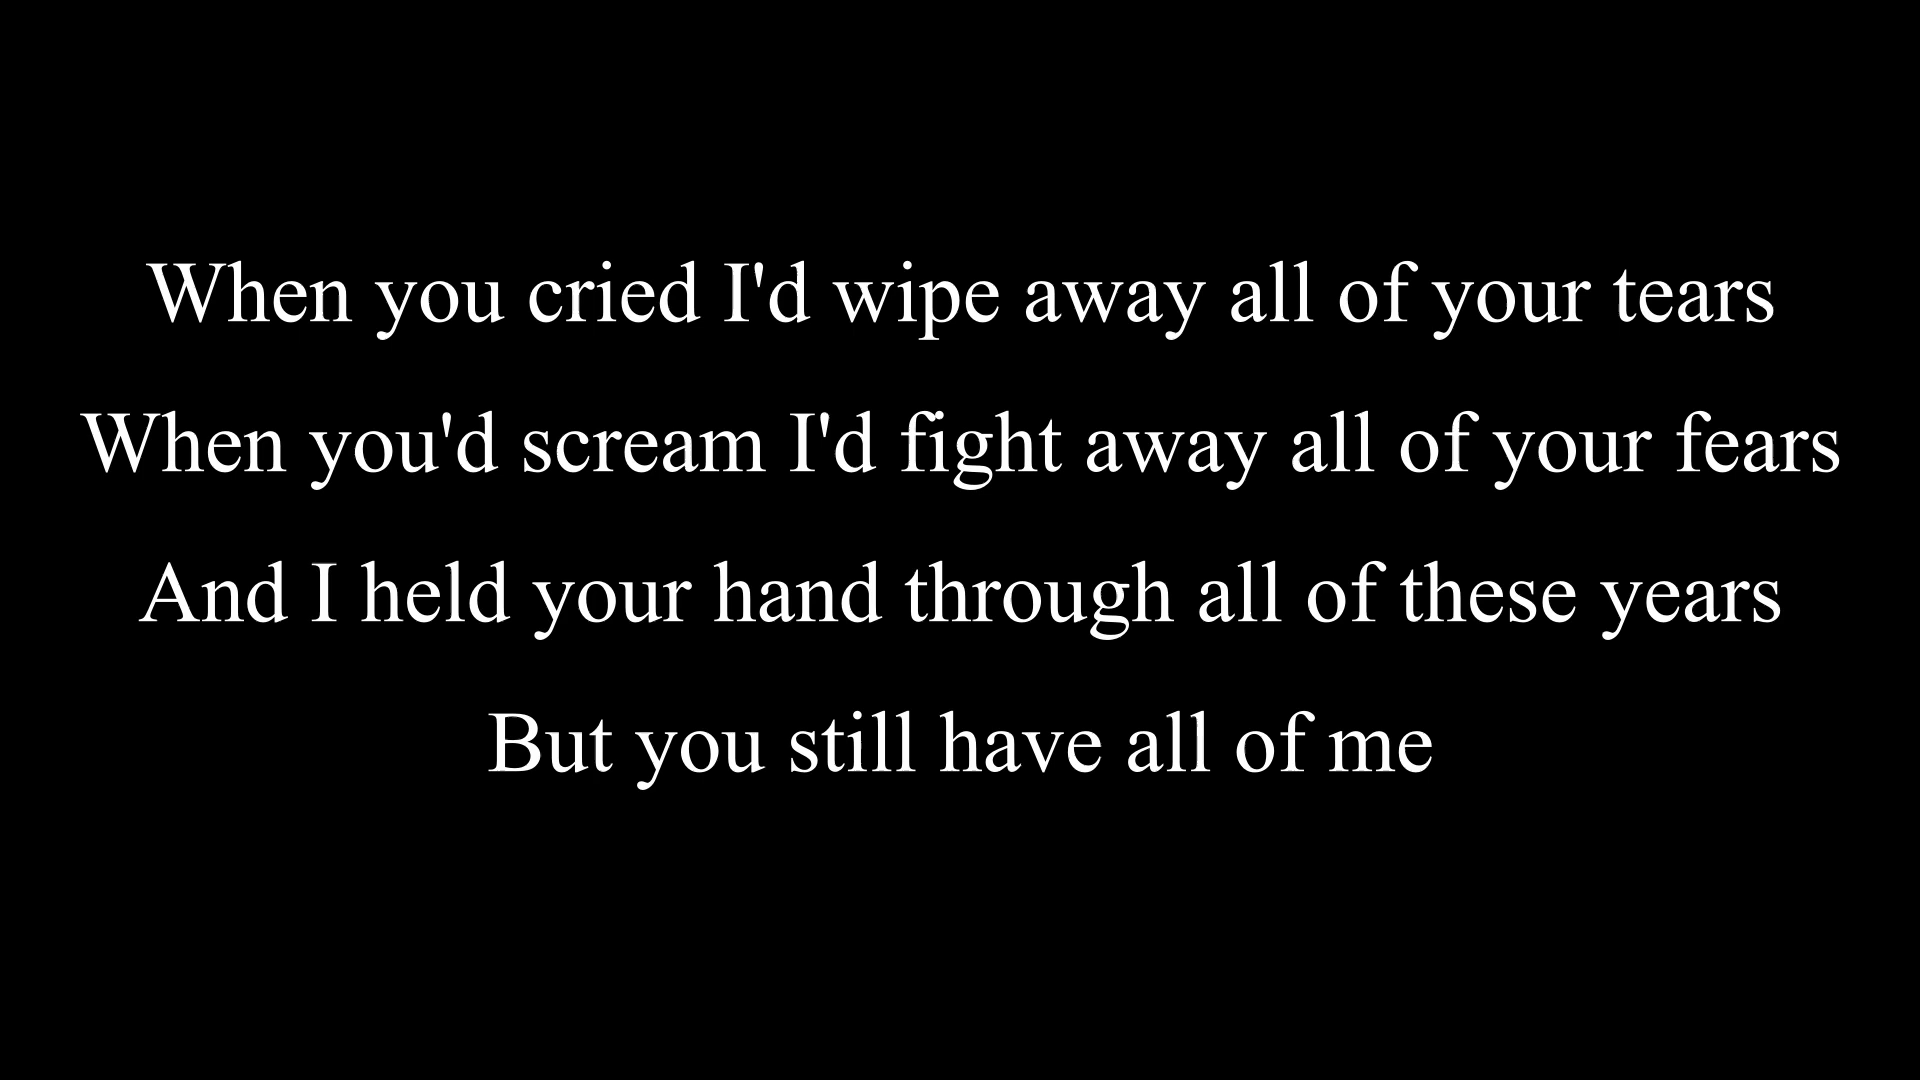 When you cried I'd wipe away all of your tears
When you'd scream I'd fight away all of your fears
And I held your hand through all of these years
But you still have all of me